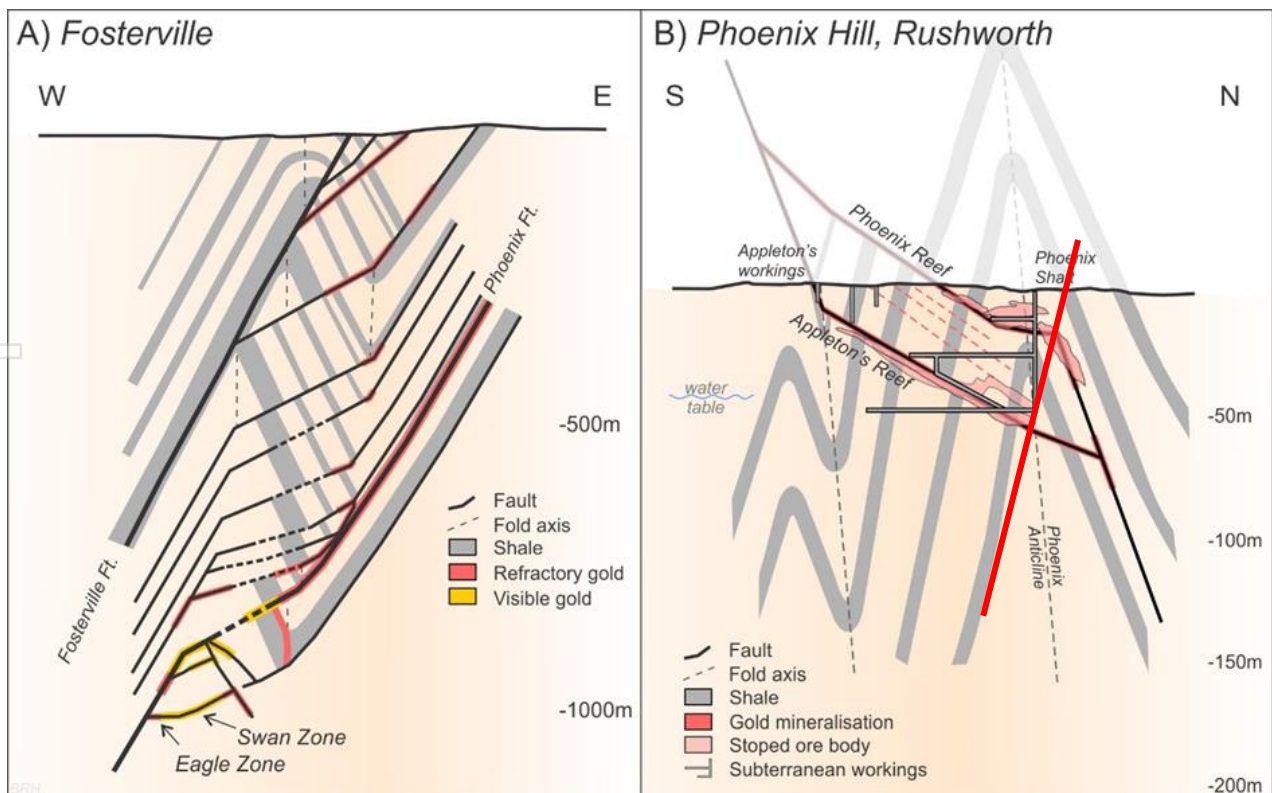 A) Fosterville
W
E
Phoenix Ft.
-500m
Fault
Fold axis
Shale
Refractory gold
Visible gold
Fosterville Ft.
-1000m
Swan Zone
Eagle Zone
BRH
B) Phoenix Hill, Rushworth
S
N
Phoenix Reef
Appleton's
workings
Phoenix
Appleton's Reef
water
table
-50m
-100m
Phoenix
Anticline
-150m
Fault
Fold axis
Shale
Gold mineralisation
Stoped ore body
Subterranean workings
-200m